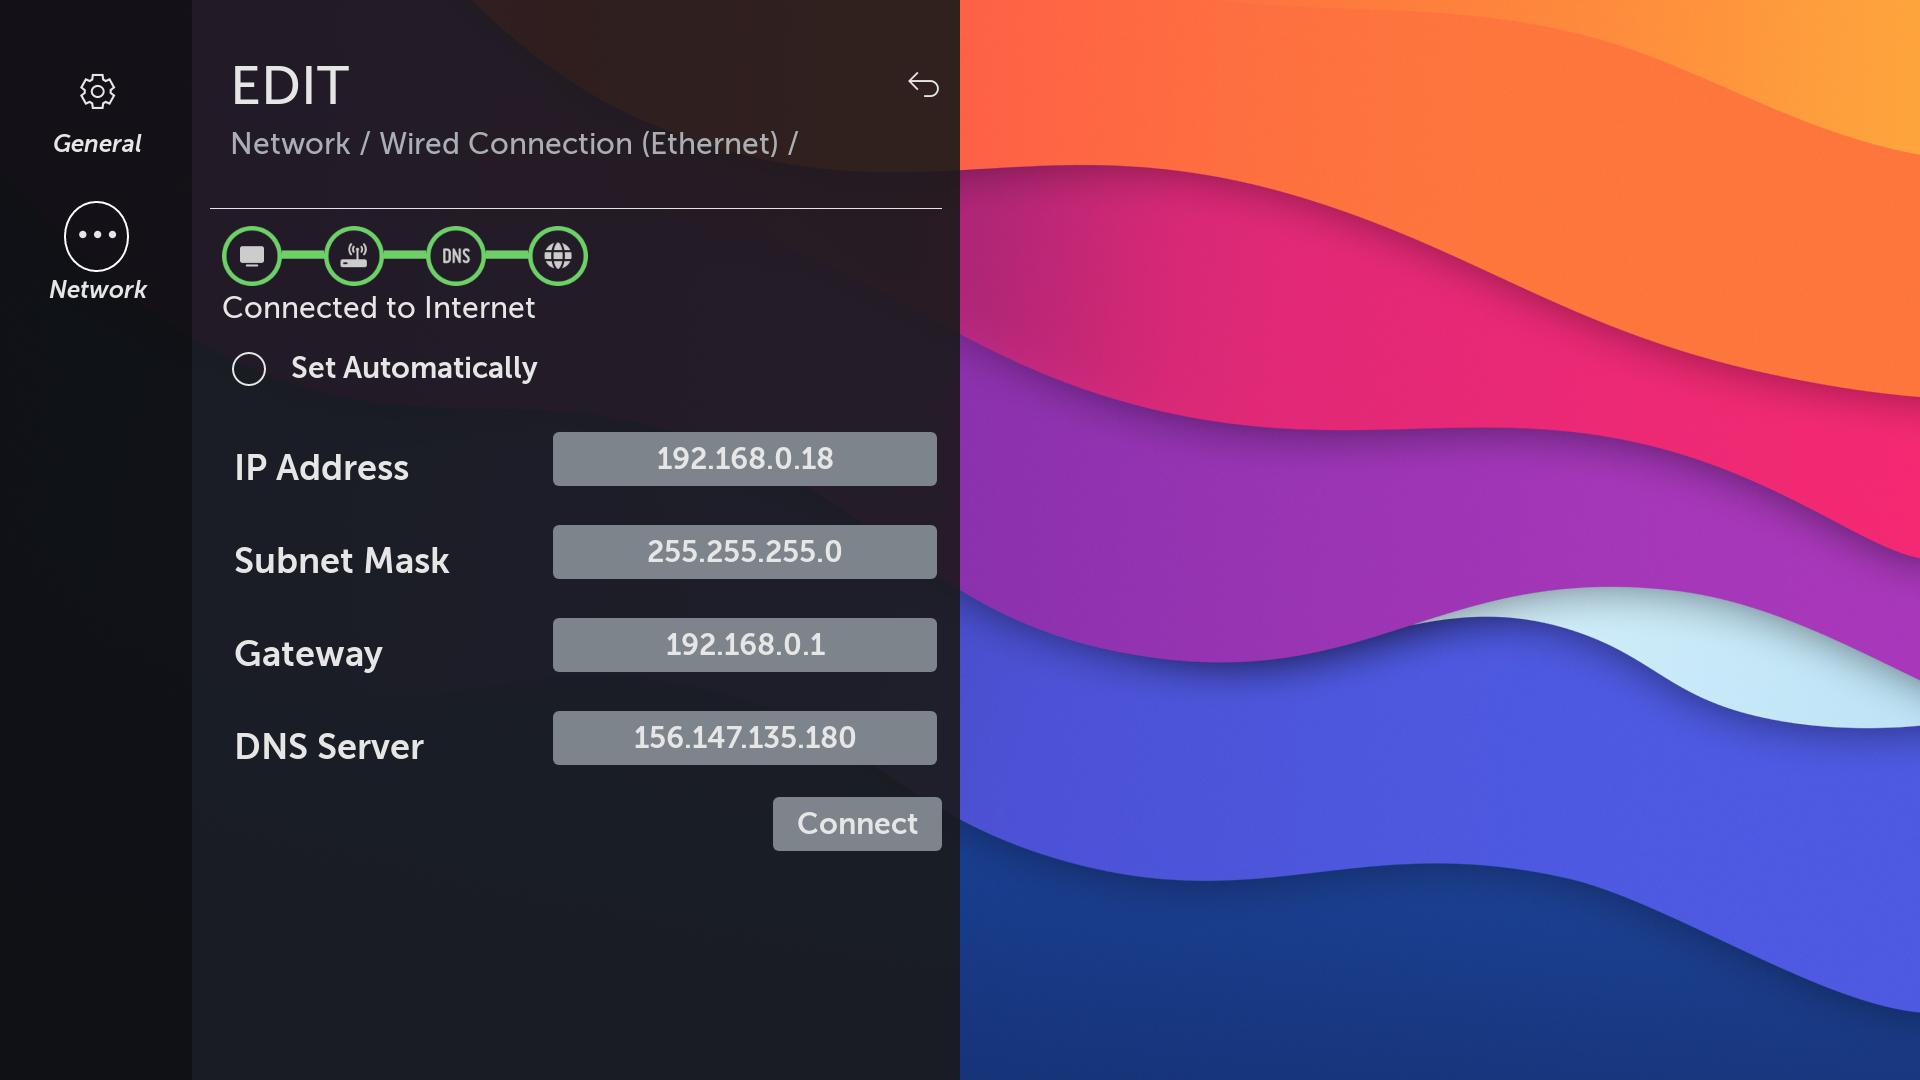 General
Network
EDIT
Network / Wired Connection (Ethernet) /
DNS
Connected to Internet
Set Automatically
IP Address 192.168.0.18
Subnet Mask 255.255.255.0
Gateway 192.168.0.1
DNS Server 156.147.135.180
Connect